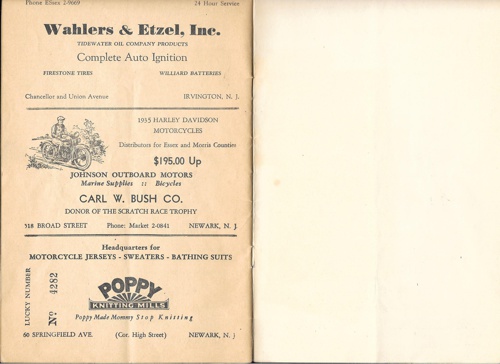 Phone Essex 2-9669 24 Hour Service
Wahlers & Etzel, Inc.
TIDEWATER OIL COMPANY PRODUCTS
Complete Auto Ignition
FIRESTONE TIRES WILLIARD BATTERIES
Chancellor and Union Avenue IRVINGTON, N. J.
1935 HARLEY DAVIDSON
MOTORCYCLES
Distributors for Essex and Morris Counties
$195.00 Up
JOHNSON OUTBOARD MOTORS
Marine Supplies :: Bicycles
CARL W. BUSH CO.
DONOR OF THE SCRATCH RACE TROPHY
518 BROAD STREET Phone: Market 2-0841 NEWARK, N. J.
Headquarters for
MOTORCYCLE JERSEYS - SWEATERS - BATHING SUITS
LUCKY NUMBER
No 4282
POPPY
KNITTING MILLS
Poppy Made Mommy Stop Knitting
60 SPRINGFIELD AVE. (Cor. High Street) NEWARK, N. J